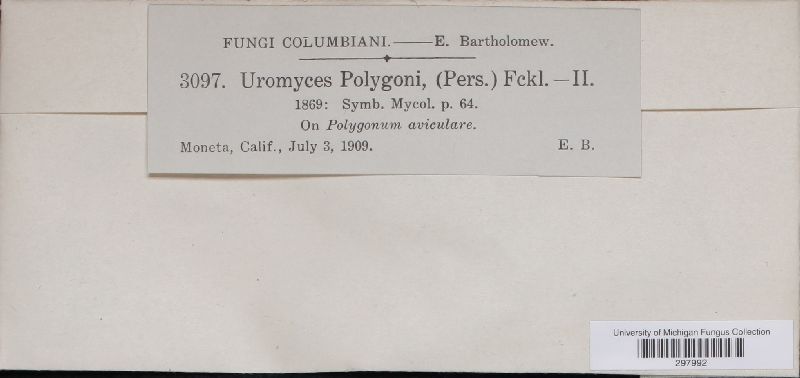 FUNGI COLUMBIANI.——E. Bartholomew.
3097. Uromyces Polygoni, (Pers.) Fckl.—II.
1869: Symb. Mycol. p. 64.
On Polygonum aviculare.
Moneta, Calif., July 3, 1909. E. B.
University of Michigan Fungus Collection
297992